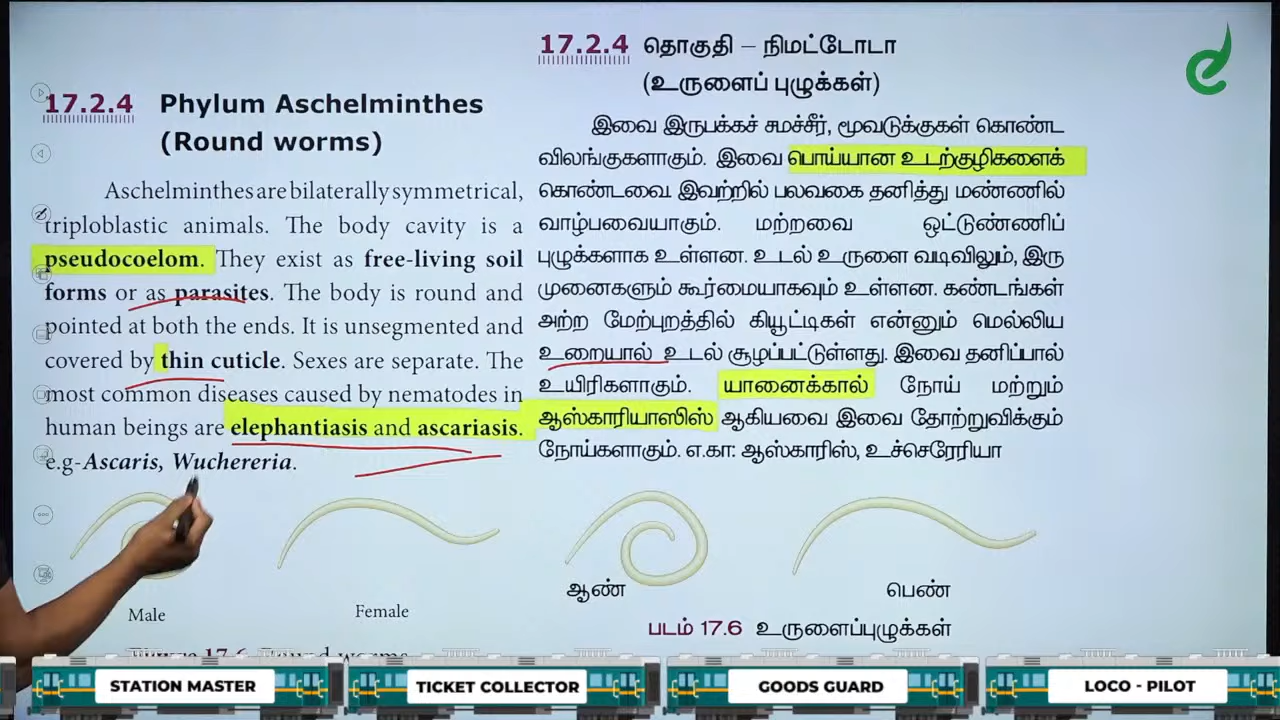 17.2.4 Phylum Aschelminthes
(Round worms)
Aschelminthes are bilaterally symmetrical,
triploblastic animals. The body cavity is a
pseudocoelom. They exist as free-living soil
forms or as parasites. The body is round and
pointed at both the ends. It is unsegmented and
covered by thin cuticle. Sexes are separate. The
most common diseases caused by nematodes in
human beings are elephantiasis and ascariasis.
e.g-Ascaris, Wuchereria.
Male
Female
17.2.4 தொகுதி – நிமட்டோடா
(உருளைப் புழுக்கள்)
இவை இருபக்கச் சமச்சீர், மூவடுக்குகள் கொண்ட
விலங்குகளாகும். இவை பொய்யான உடற்குழிகளைக்
கொண்டவை. இவற்றில் பலவகை தனித்து மண்ணில்
வாழ்பவையாகும். மற்றவை ஒட்டுண்ணிப்
புழுக்களாக உள்ளன. உடல் உருளை வடிவிலும், இரு
முனைகளும் கூர்மையாகவும் உள்ளன. கண்டங்கள்
அற்ற மேற்புறத்தில் கியூட்டிகள் என்னும் மெல்லிய
உறையால் உடல் சூழப்பட்டுள்ளது. இவை தனிப்பால்
உயிரிகளாகும். யானைக்கால் நோய் மற்றும்
ஆஸ்காரியாஸிஸ் ஆகியவை இவை தோற்றுவிக்கும்
நோய்களாகும். எ.கா: ஆஸ்காரிஸ், உச்செரேரியா
ஆண்
பெண்
படம் 17.6 உருளைப்புழுக்கள்
STATION MASTER
TICKET COLLECTOR
GOODS GUARD
LOCO - PILOT